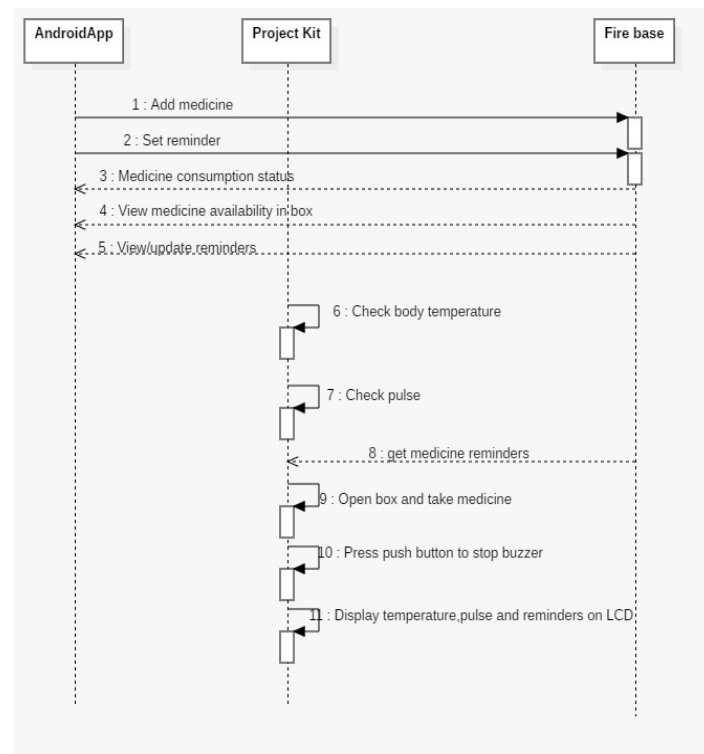 AndroidApp
Project Kit
Fire base
1 : Add medicine
2 : Set reminder
3 : Medicine consumption status
4 : View medicine availability in box
5 : View/update reminders
6 : Check body temperature
7 : Check pulse
8 : get medicine reminders
9 : Open box and take medicine
10 : Press push button to stop buzzer
11 : Display temperature,pulse and reminders on LCD